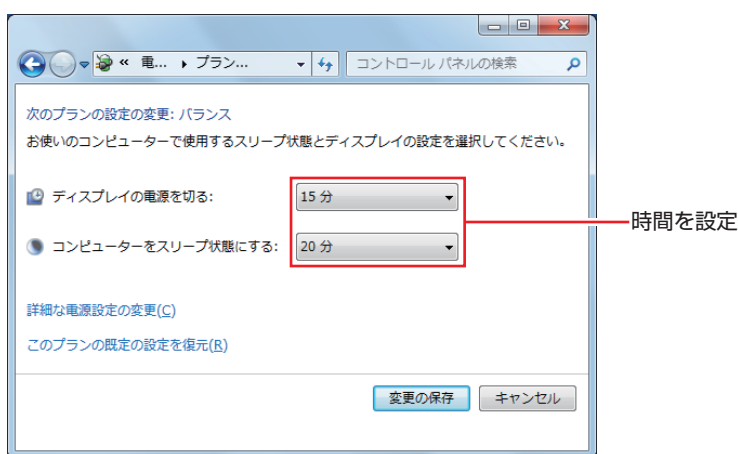 « 電... ▸ プラン...
コントロール パネルの検索
次のプランの設定の変更: バランス
お使いのコンピューターで使用するスリープ状態とディスプレイの設定を選択してください。
ディスプレイの電源を切る: 15 分
時間を設定
コンピューターをスリープ状態にする: 20 分
詳細な電源設定の変更(C)
このプランの既定の設定を復元(R)
変更の保存 キャンセル